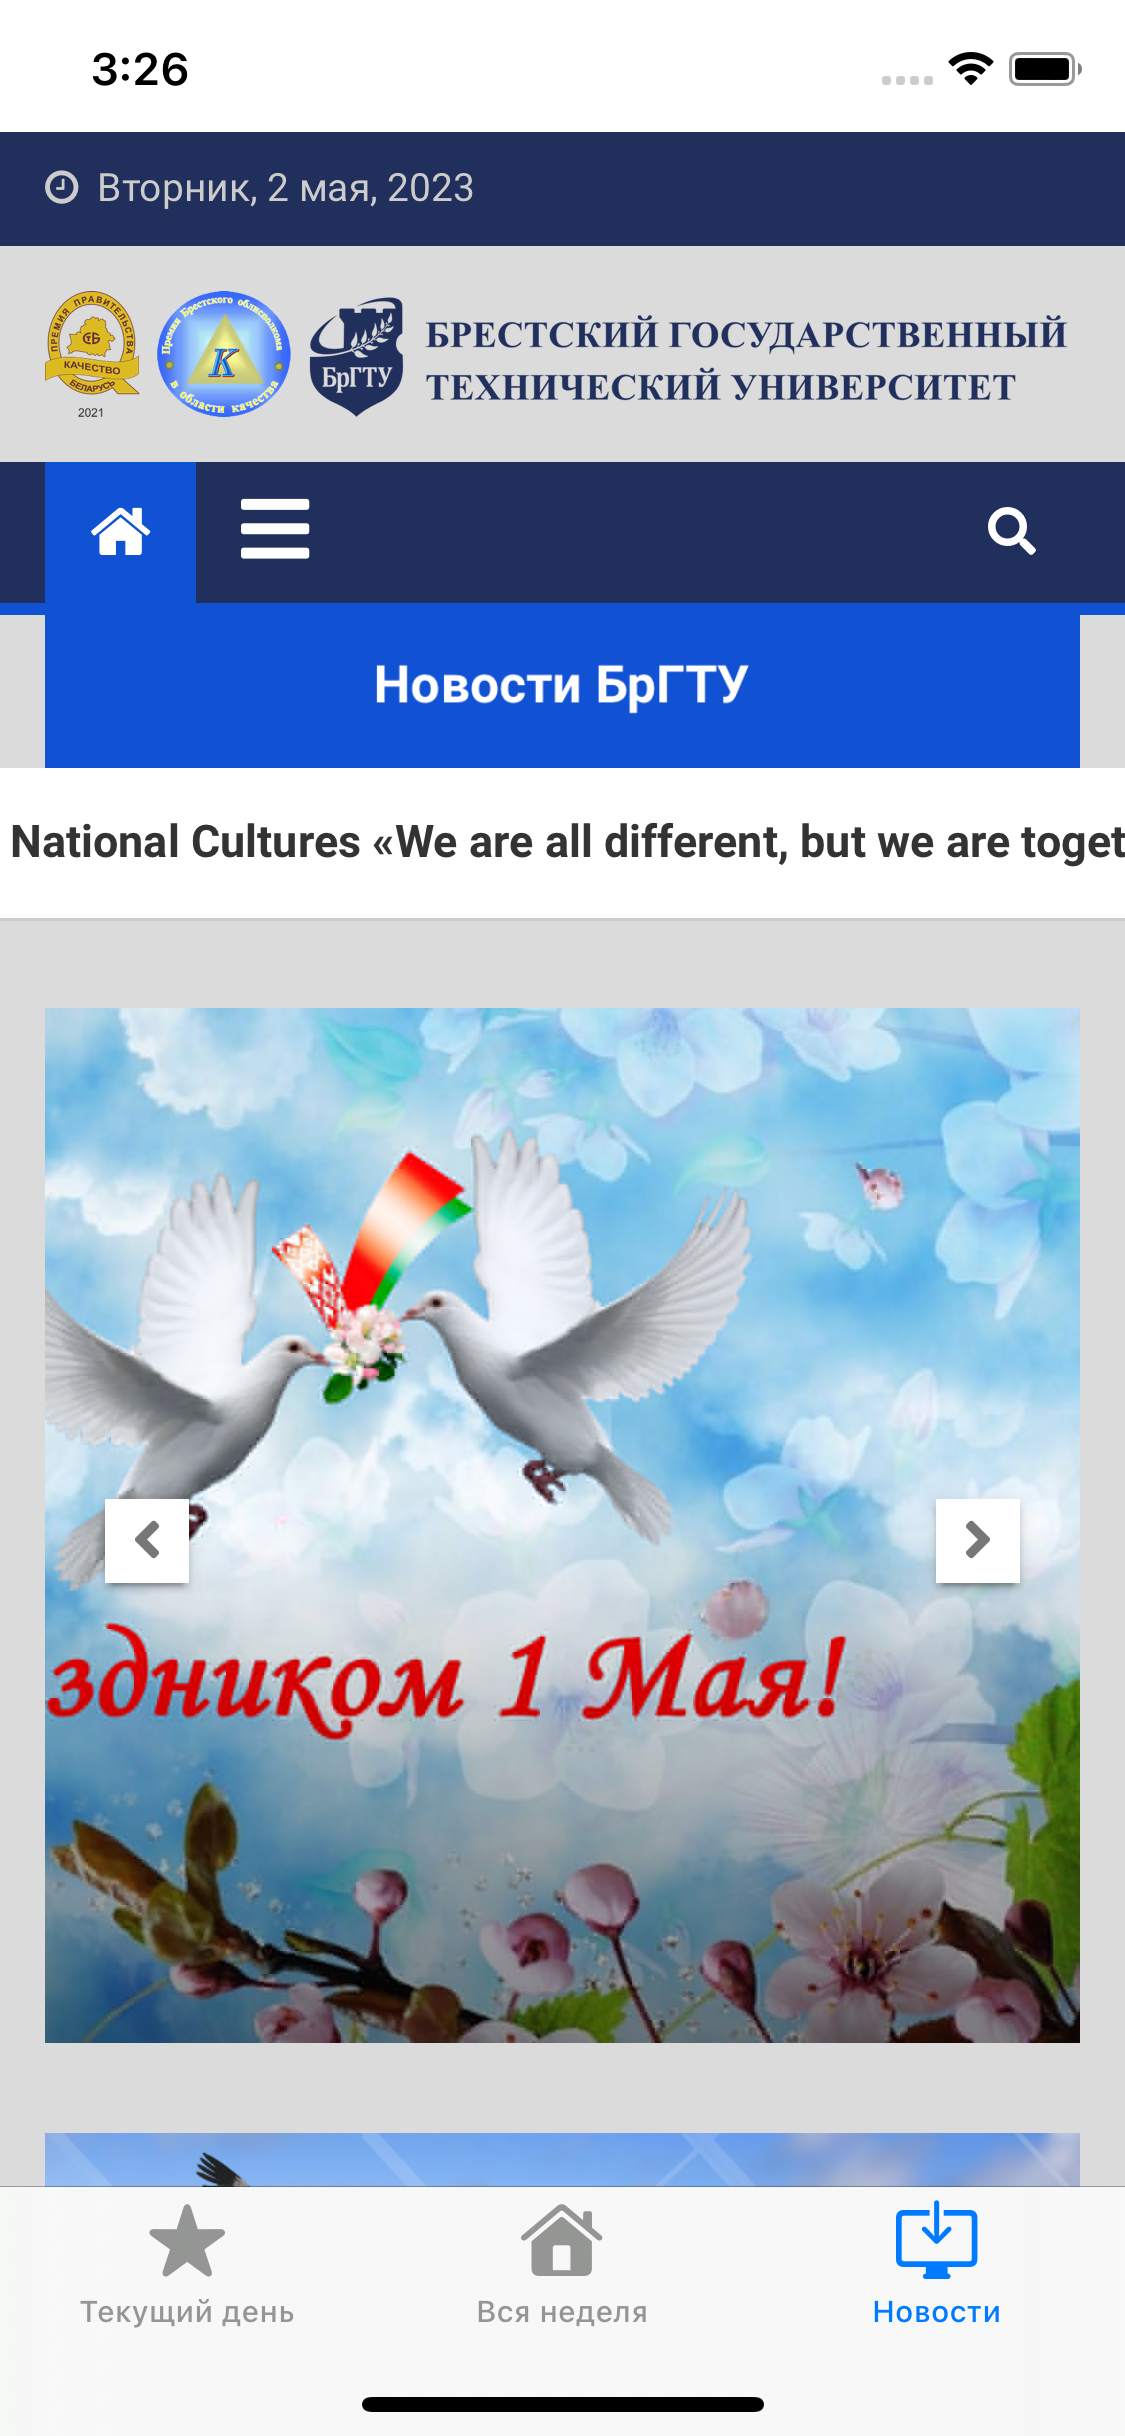 3:26
Вторник, 2 мая, 2023
ПРЕМИЯ ПРАВИТЕЛЬСТВА
СТБ
КАЧЕСТВО
БЕЛАРУСЬ
2021
Премия Брестского облисполкома
К
в области качества
БрГТУ
БРЕСТСКИЙ ГОСУДАРСТВЕННЫЙ
ТЕХНИЧЕСКИЙ УНИВЕРСИТЕТ
Новости БрГТУ
National Cultures «We are all different, but we are toget
здником 1 Мая!
Текущий день
Вся неделя
Новости